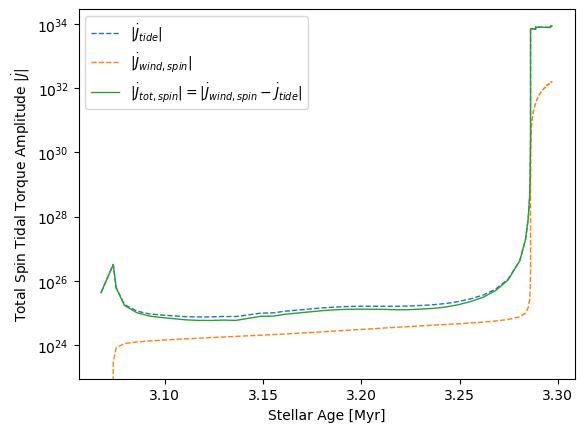 |J̇_{tide}|
|J̇_{wind, spin}|
|J̇_{tot, spin}| = |J̇_{wind, spin} − J̇_{tide}|
Total Spin Tidal Torque Amplitude |J̇|
10^{34}
10^{32}
10^{30}
10^{28}
10^{26}
10^{24}
3.10 3.15 3.20 3.25 3.30
Stellar Age [Myr]